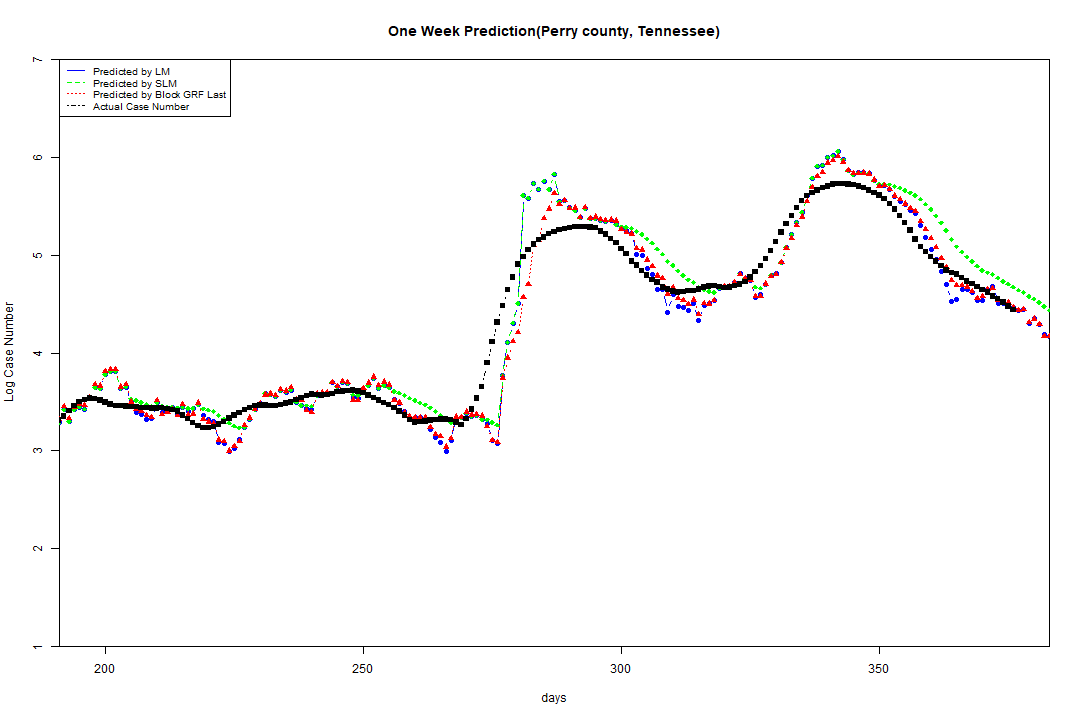 One Week Prediction(Perry county, Tennessee)
Predicted by LM
Predicted by SLM
Predicted by Block GRF Last
Actual Case Number
7
6
5
4
3
2
1
Log Case Number
200
250
300
350
days